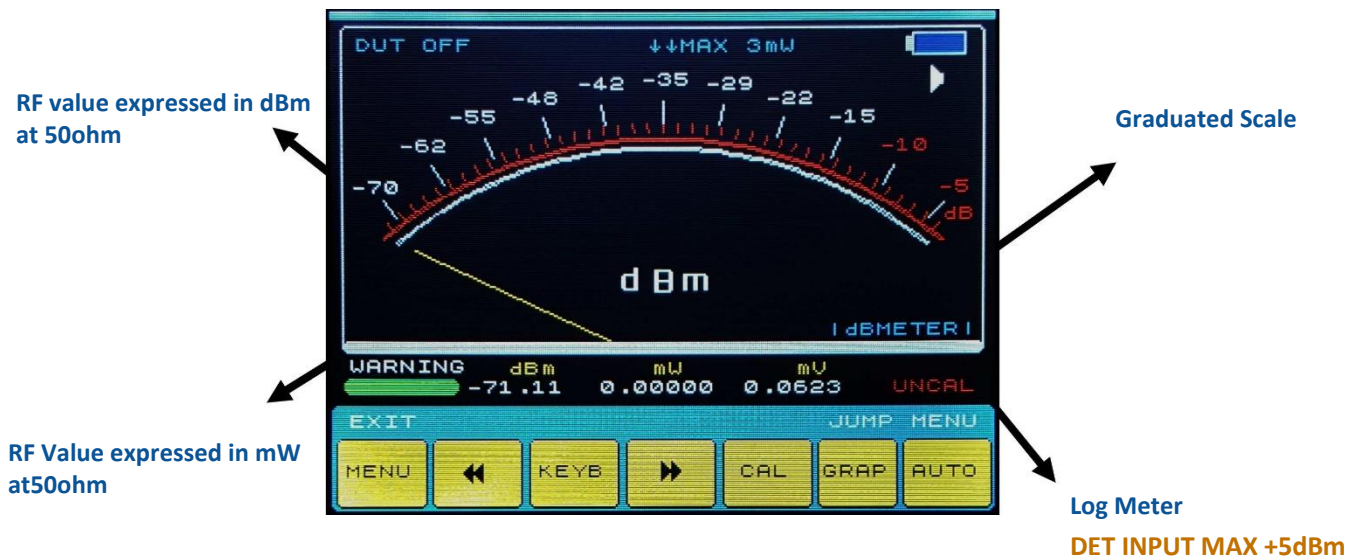 RF value expressed in dBm
at 50ohm
RF Value expressed in mW
at50ohm
DUT OFF
↓↓MAX 3mW
-70
-62
-55
-48
-42
-35
-29
-22
-15
-10
-5
dB
dBm
|dBMETER|
WARNING dBm mW mV
-71.11 0.00000 0.0623 UNCAL
EXIT JUMP MENU
MENU KEYB CAL GRAP AUTO
Graduated Scale
Log Meter
DET INPUT MAX +5dBm